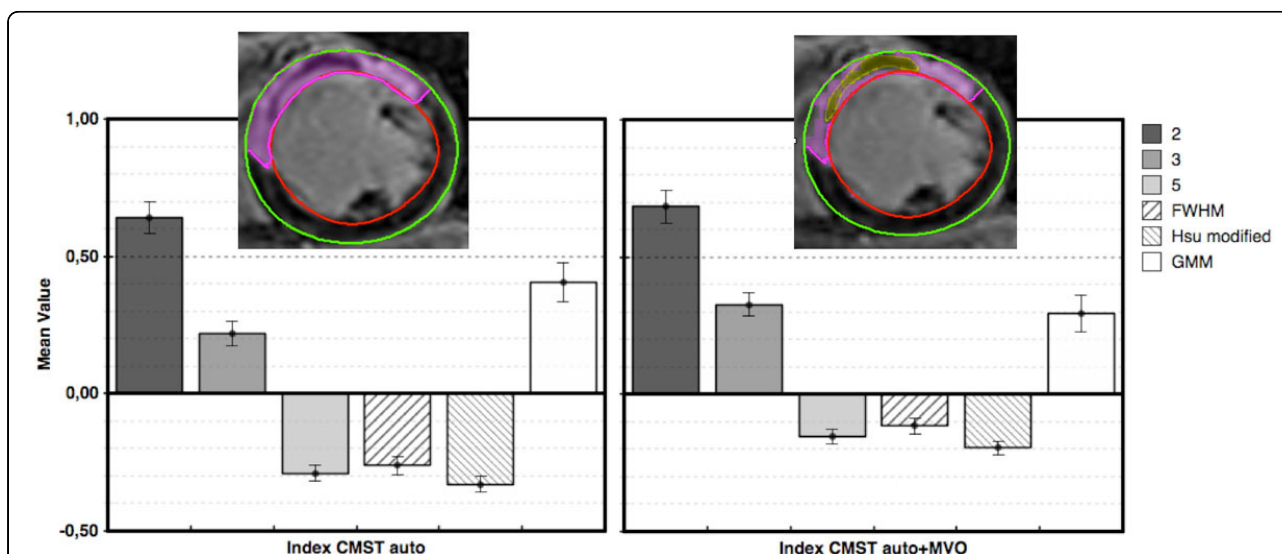 1,00
0,50
0,00
-0,50
Mean Value
Index CMST auto
Index CMST auto+MVO
2
3
5
FWHM
Hsu modified
GMM